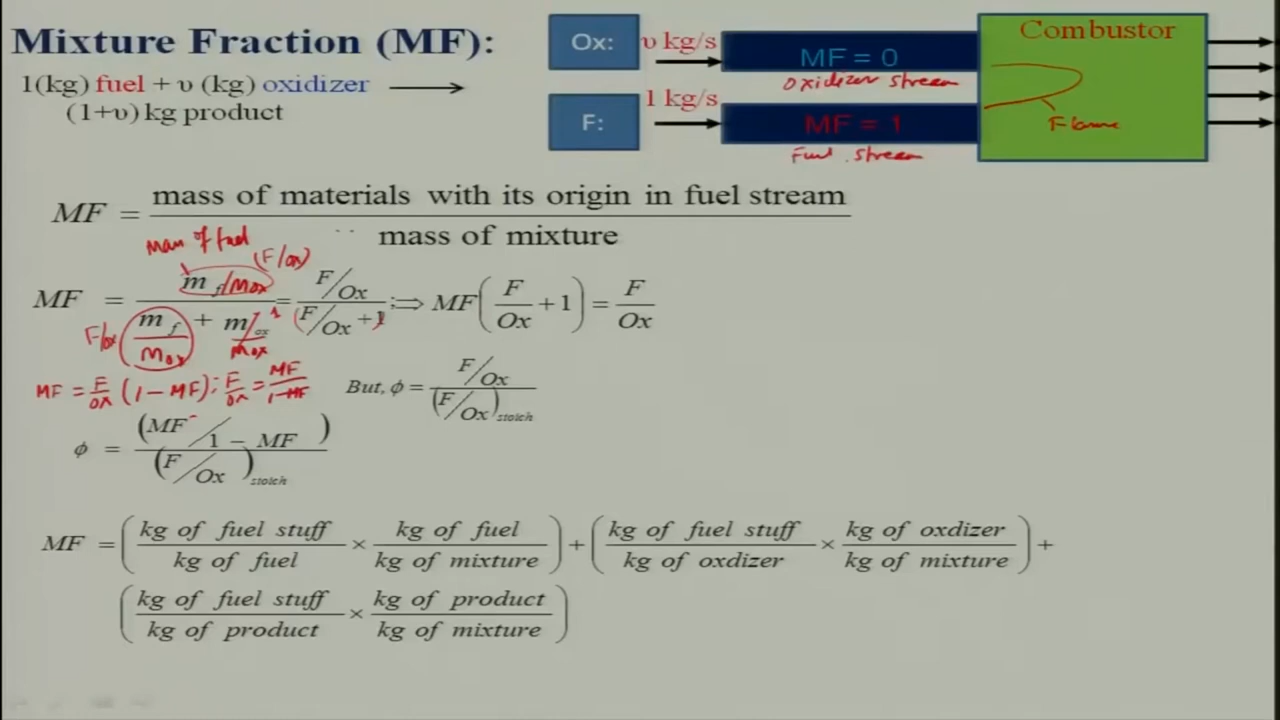 Mixture Fraction (MF):
1(kg) fuel + υ (kg) oxidizer ⟶
(1+υ) kg product
Ox: υ kg/s MF = 0
oxidizer stream
F: 1 kg/s MF = 1
Fuel stream
Combustor
Flame
MF = mass of materials with its origin in fuel stream / mass of mixture
mass of fuel
(F/ox)
MF = m_f/mox / (m_f/mox + m_ox/mox) = (F/Ox) / (F/Ox + 1) ; ⇒ MF (F/Ox + 1) = F/Ox
F/ox
1
MF = F/ox (1 − MF) ; F/ox = MF/1−MF
But, ϕ = (F/Ox) / (F/Ox)stoich
ϕ = (MF / 1 − MF) / (F/Ox)stoich
MF = (kg of fuel stuff / kg of fuel × kg of fuel / kg of mixture) + (kg of fuel stuff / kg of oxdizer × kg of oxdizer / kg of mixture) +
(kg of fuel stuff / kg of product × kg of product / kg of mixture)